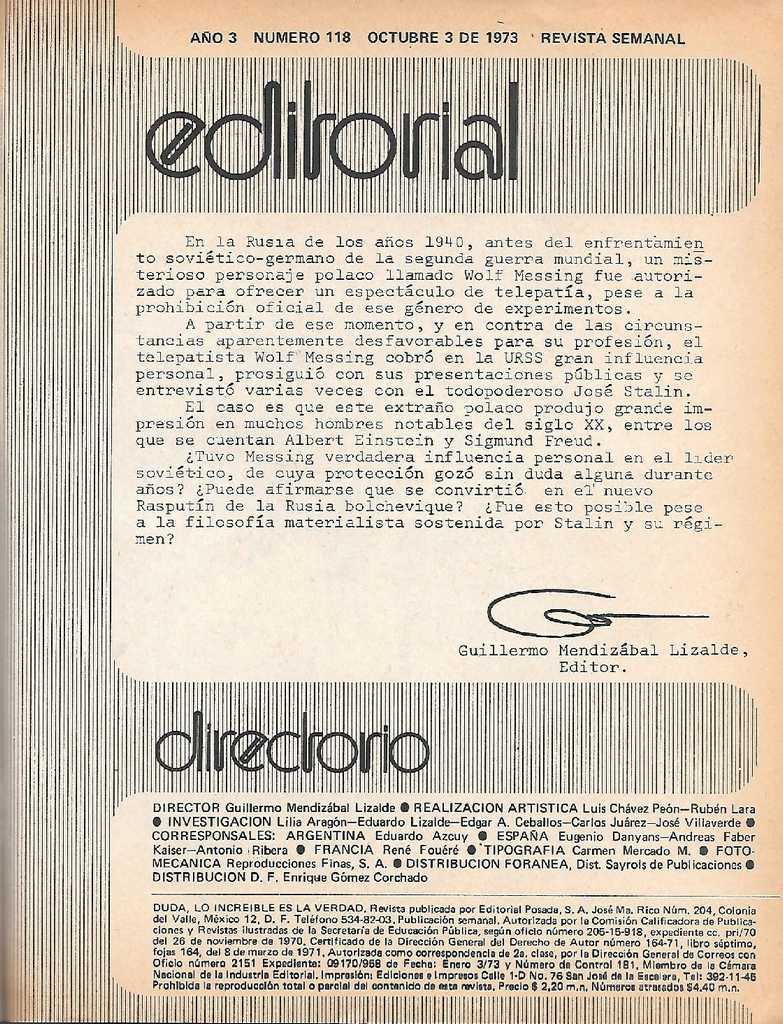 AÑO 3 NUMERO 118 OCTUBRE 3 DE 1973 REVISTA SEMANAL
editorial
En la Rusia de los años 1940, antes del enfrentamien
to soviético-germano de la segunda guerra mundial, un mis-
terioso personaje polaco llamado Wolf Messing fue autori-
zado para ofrecer un espectáculo de telepatía, pese a la
prohibición oficial de ese género de experimentos.
A partir de ese momento, y en contra de las circuns-
tancias aparentemente desfavorables para su profesión, el
telepatista Wolf Messing cobró en la URSS gran influencia
personal, prosiguió con sus presentaciones públicas y se
entrevistó varias veces con el todopoderoso José Stalin.
El caso es que este extraño polaco produjo grande im-
presión en muchos hombres notables del siglo XX, entre los
que se cuentan Albert Einstein y Sigmund Freud.
¿Tuvo Messing verdadera influencia personal en el líder
soviético, de cuya protección gozó sin duda alguna durante
años? ¿Puede afirmarse que se convirtió en el nuevo
Rasputín de la Rusia bolchevique? ¿Fue esto posible pese
a la filosofía materialista sostenida por Stalin y su régi-
men?
Guillermo Mendizábal Lizalde,
Editor.
directorio
DIRECTOR Guillermo Mendizábal Lizalde ● REALIZACION ARTISTICA Luis Chávez Peón—Rubén Lara
● INVESTIGACION Lilia Aragón—Eduardo Lizalde—Edgar A. Ceballos—Carlos Juárez—José Villaverde ●
CORRESPONSALES: ARGENTINA Eduardo Azcuy ● ESPAÑA Eugenio Danyans—Andreas Faber
Kaiser—Antonio Ribera ● FRANCIA René Fouéré ● TIPOGRAFIA Carmen Mercado M. ● FOTO-
MECANICA Reproducciones Finas, S. A. ● DISTRIBUCION FORANEA, Dist. Sayrols de Publicaciones ●
DISTRIBUCION D. F. Enrique Gómez Corchado
DUDA, LO INCREIBLE ES LA VERDAD. Revista publicada por Editorial Posada, S. A. José Ma. Rico Núm. 204, Colonia
del Valle, México 12, D. F. Teléfono 534-82-03. Publicación semanal. Autorizada por la Comisión Calificadora de Publica-
ciones y Revistas Ilustradas de la Secretaría de Educación Pública, según oficio número 206-15-918, expediente cc. pri/70
del 26 de noviembre de 1970. Certificado de la Dirección General del Derecho de Autor número 164-71, libro séptimo,
fojas 164, del 8 de marzo de 1971. Autorizada como correspondencia de 2a. clase, por la Dirección General de Correos con
Oficio número 2151 Expediente: 09170/968 de Fecha: Enero 3/73 y Número de Control 181, Miembro de la Cámara
Nacional de la Industria Editorial. Impresión: Ediciones e Impresos Calle 1-D No. 76 San José de la Escalera, Tel: 392-11-46
Prohibida la reproducción total o parcial del contenido de esta revista. Precio $ 2,20 m.n, Números atrasados $4.40 m.n.